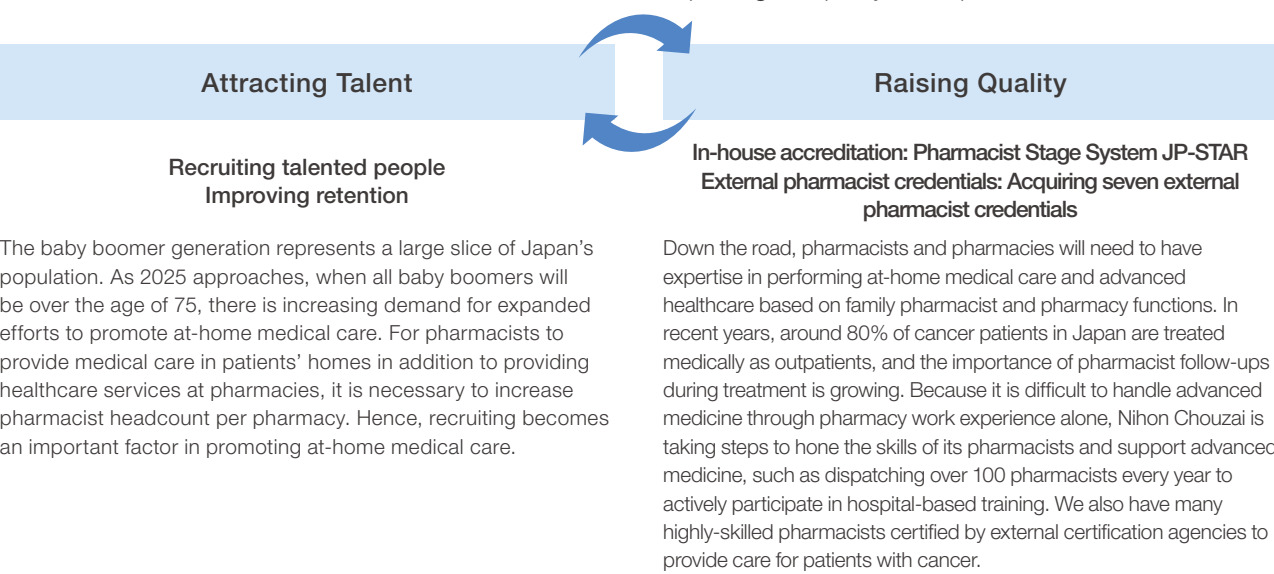 Attracting Talent
Recruiting talented people
Improving retention
The baby boomer generation represents a large slice of Japan's
population. As 2025 approaches, when all baby boomers will
be over the age of 75, there is increasing demand for expanded
efforts to promote at-home medical care. For pharmacists to
provide medical care in patients' homes in addition to providing
healthcare services at pharmacies, it is necessary to increase
pharmacist headcount per pharmacy. Hence, recruiting becomes
an important factor in promoting at-home medical care.
Raising Quality
In-house accreditation: Pharmacist Stage System JP-STAR
External pharmacist credentials: Acquiring seven external
pharmacist credentials
Down the road, pharmacists and pharmacies will need to have
expertise in performing at-home medical care and advanced
healthcare based on family pharmacist and pharmacy functions. In
recent years, around 80% of cancer patients in Japan are treated
medically as outpatients, and the importance of pharmacist follow-ups
during treatment is growing. Because it is difficult to handle advanced
medicine through pharmacy work experience alone, Nihon Chouzai is
taking steps to hone the skills of its pharmacists and support advanced
medicine, such as dispatching over 100 pharmacists every year to
actively participate in hospital-based training. We also have many
highly-skilled pharmacists certified by external certification agencies to
provide care for patients with cancer.